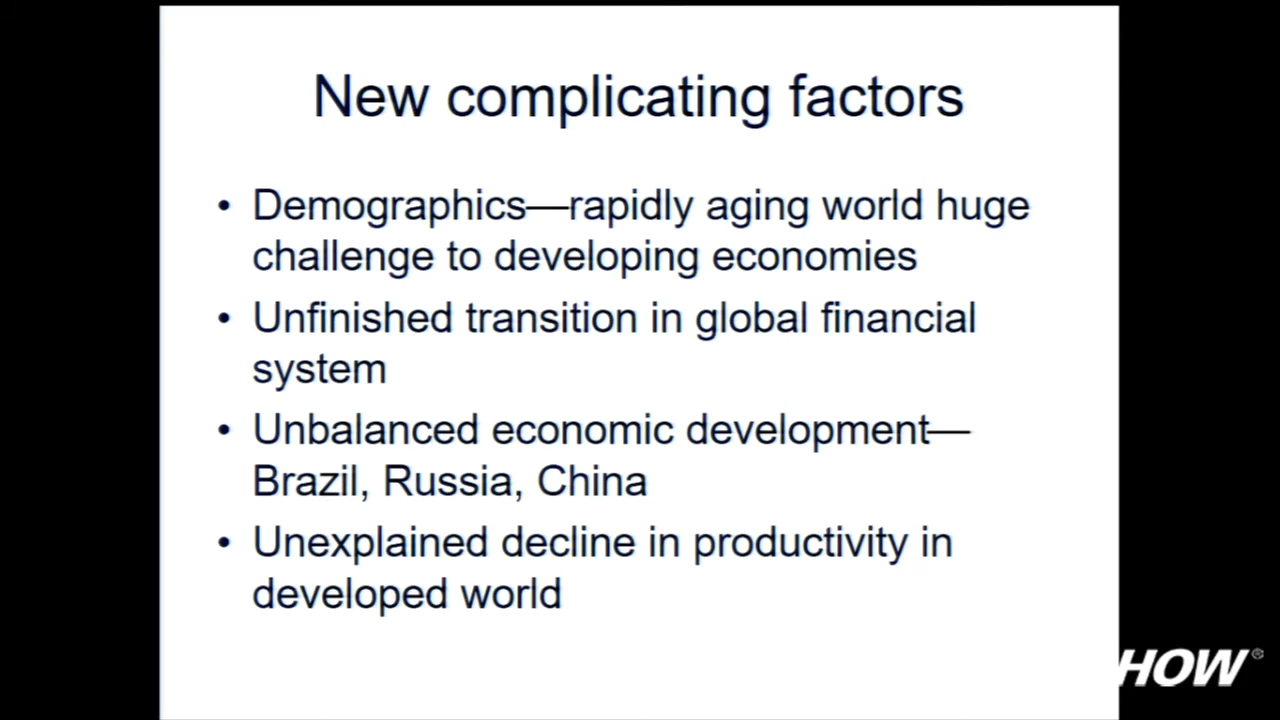 New complicating factors
• Demographics—rapidly aging world huge
challenge to developing economies
• Unfinished transition in global financial
system
• Unbalanced economic development—
Brazil, Russia, China
• Unexplained decline in productivity in
developed world
HOW®